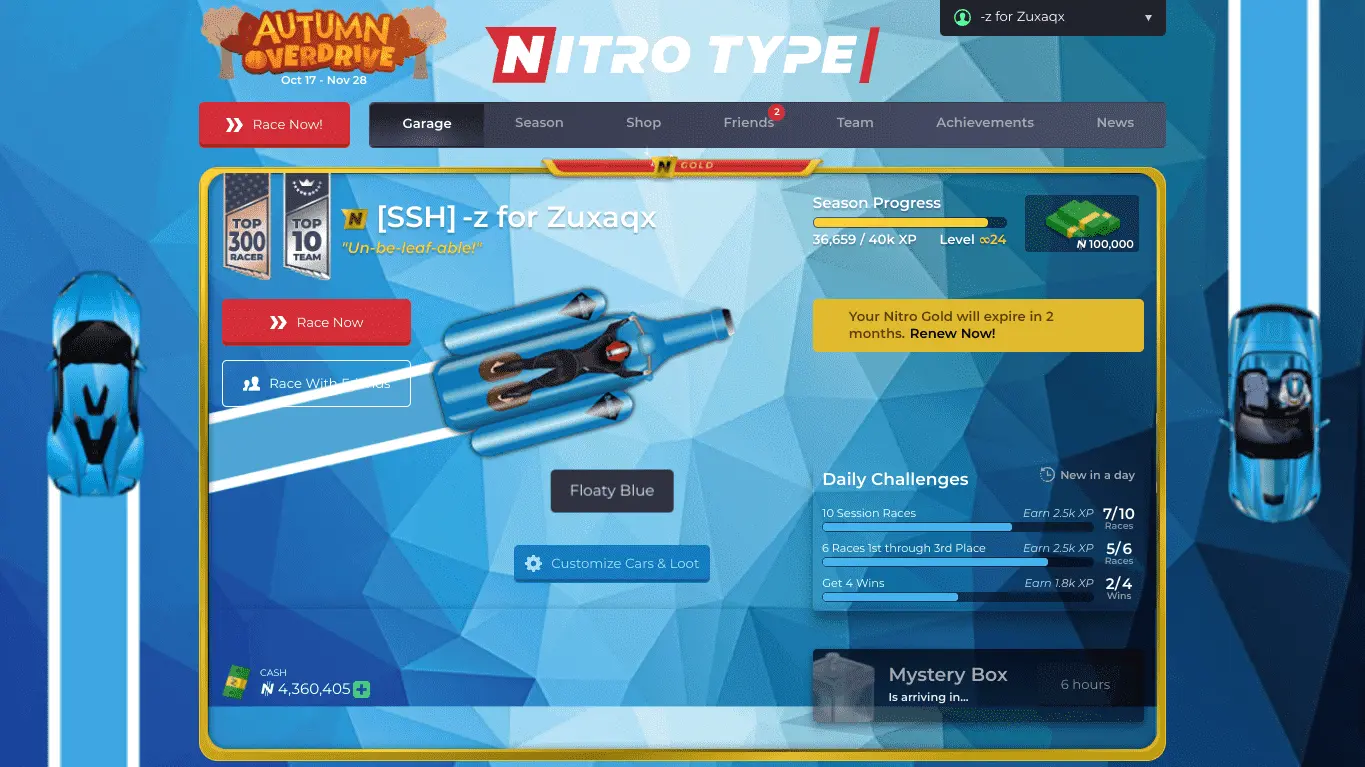 AUTUMN
OVERDRIVE
Oct 17 - Nov 28
NITRO TYPE
-z for Zuxaqx
Race Now!
Garage
Season
Shop
Friends
2
Team
Achievements
News
N GOLD
TOP
300
RACER
TOP
10
TEAM
N [SSH] -z for Zuxaqx
"Un-be-leaf-able!"
Season Progress
36,659 / 40k XP
Level ∞24
N 100,000
Race Now
Race With Friends
Your Nitro Gold will expire in 2
months. Renew Now!
Floaty Blue
Customize Cars & Loot
Daily Challenges
New in a day
10 Session Races
Earn 2.5k XP
7/10
Races
6 Races 1st through 3rd Place
Earn 2.5k XP
5/6
Races
Get 4 Wins
Earn 1.8k XP
2/4
Wins
CASH
N 4,360,405
Mystery Box
Is arriving in...
6 hours